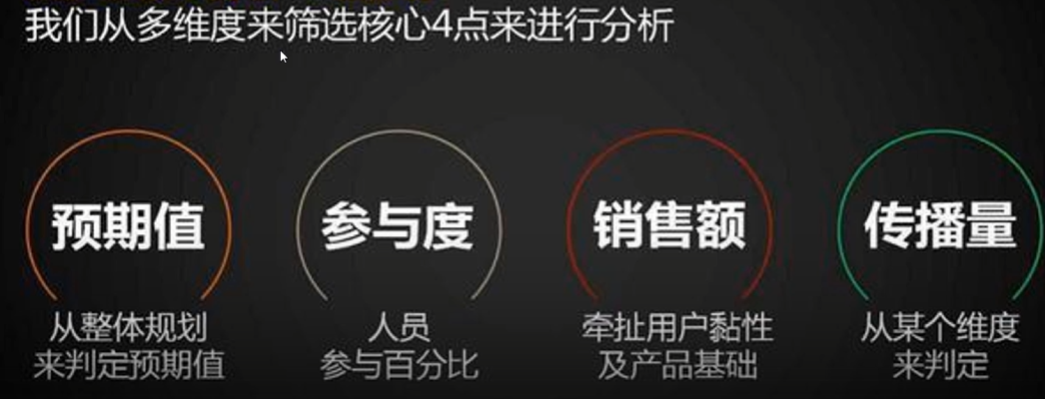 我们从多维度来筛选核心4点来进行分析
预期值
参与度
销售额
传播量
从整体规划
来判定预期值
人员
参与百分比
牵扯用户黏性
及产品基础
从某个维度
来判定